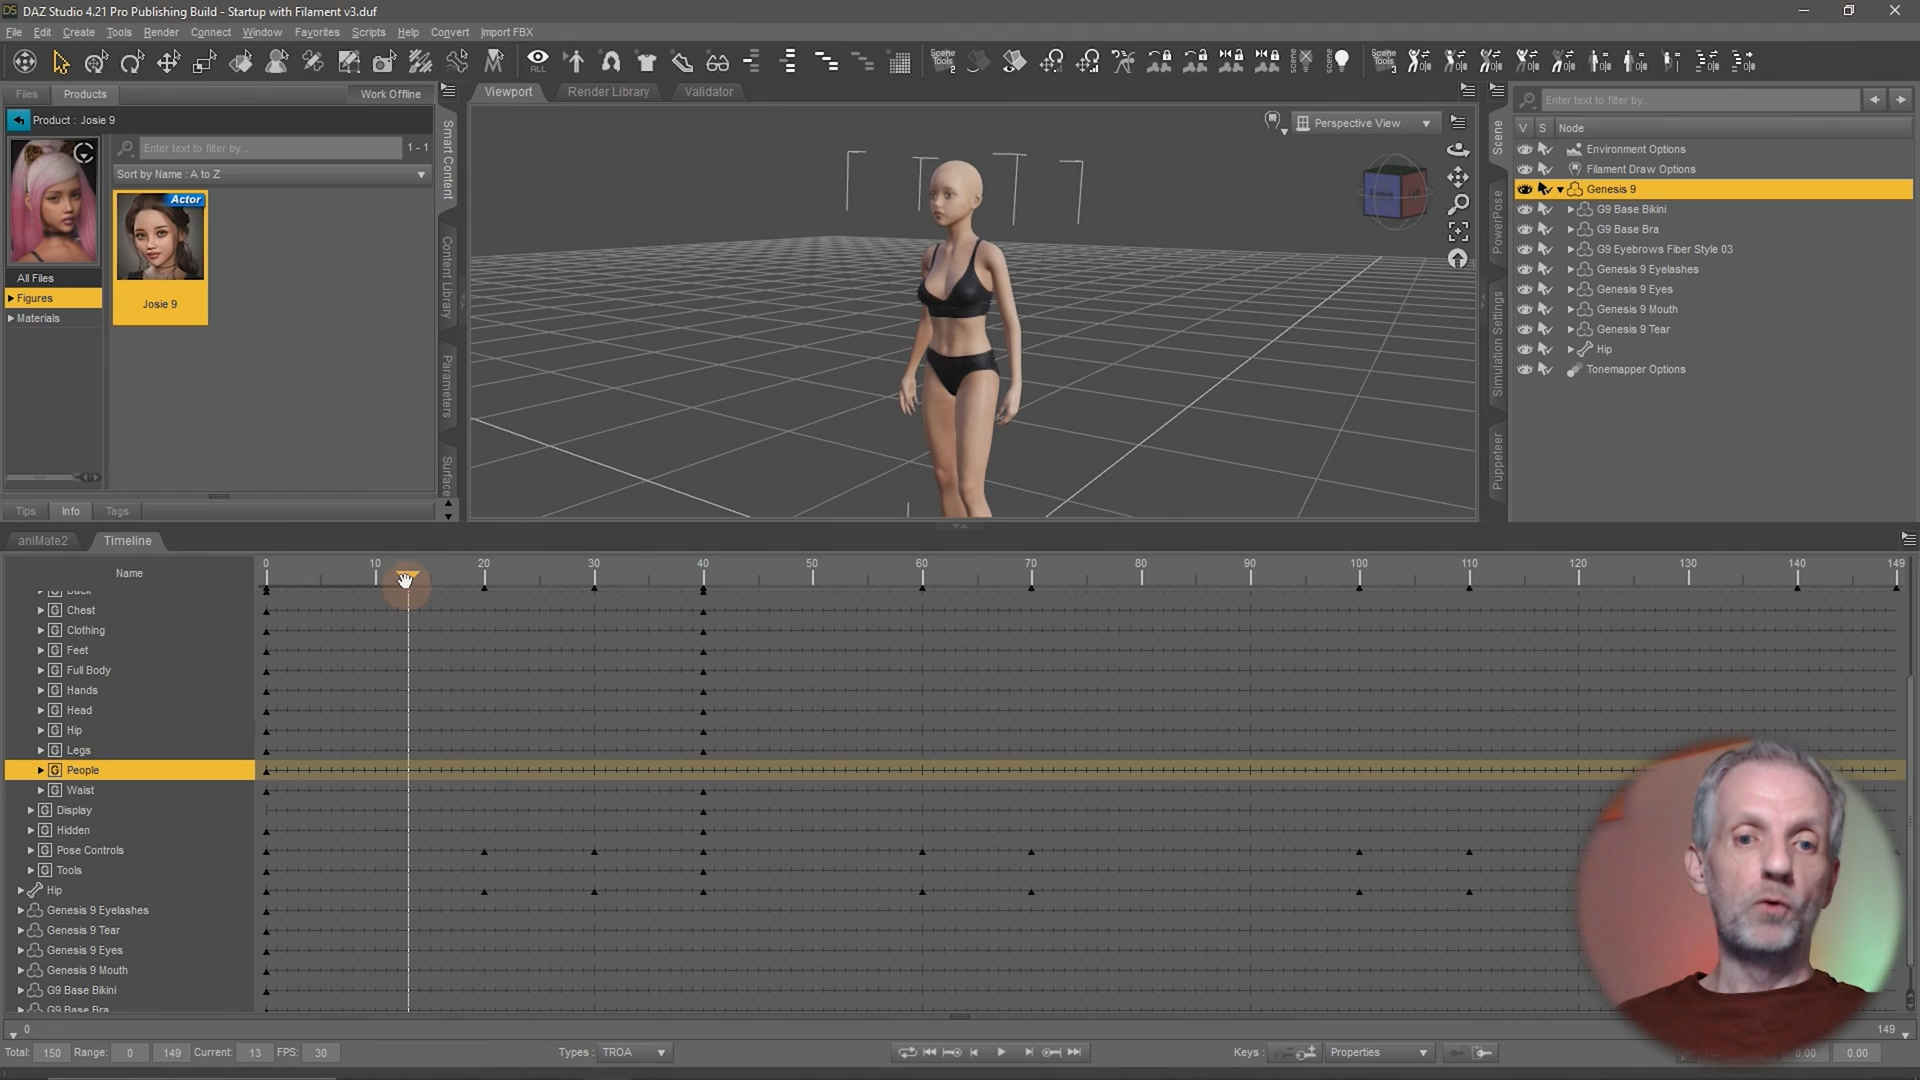 DAZ Studio 4.21 Pro Publishing Build - Startup with Filament v3.duf
File Edit Create Tools Render Connect Window Favorites Scripts Help Convert Import FBX
ALL
Scene Tools 2
Scene Tools 3
Files Products Work Offline
Product : Josie 9
Enter text to filter by... 1 - 1
Sort by Name : A to Z
Actor
Josie 9
All Files
Figures
Materials
Tips Info Tags
Smart Content
Content Library
Parameters
Surface
Viewport Render Library Validator
Perspective View
Scene
PowerPose
Simulation Settings
Puppeteer
Enter text to filter by...
V S Node
Environment Options
Filament Draw Options
Genesis 9
G9 Base Bikini
G9 Base Bra
G9 Eyebrows Fiber Style 03
Genesis 9 Eyelashes
Genesis 9 Eyes
Genesis 9 Mouth
Genesis 9 Tear
Hip
Tonemapper Options
aniMate2 Timeline
Name
0 10 20 30 40 50 60 70 80 90 100 110 120 130 140 149
Chest
Clothing
Feet
Full Body
Hands
Head
Hip
Legs
People
Waist
Display
Hidden
Pose Controls
Tools
Hip
Genesis 9 Eyelashes
Genesis 9 Tear
Genesis 9 Eyes
Genesis 9 Mouth
G9 Base Bikini
G9 Base Bra
0 149
Total: 150 Range: 0 149 Current: 13 FPS: 30 Types : TROA Keys : Properties 0.00 0.00